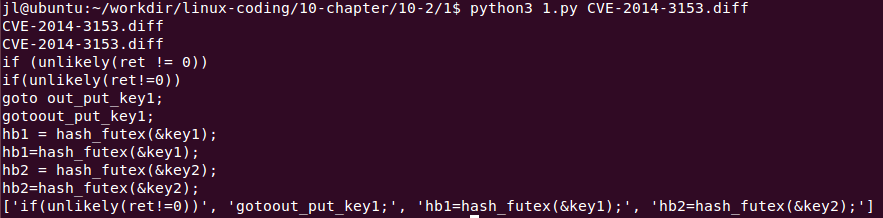 jl@ubuntu:~/workdir/linux-coding/10-chapter/10-2/1$ python3 1.py CVE-2014-3153.diff
CVE-2014-3153.diff
CVE-2014-3153.diff
if (unlikely(ret != 0))
if(unlikely(ret!=0))
goto out_put_key1;
gotoout_put_key1;
hb1 = hash_futex(&key1);
hb1=hash_futex(&key1);
hb2 = hash_futex(&key2);
hb2=hash_futex(&key2);
['if(unlikely(ret!=0))', 'gotoout_put_key1;', 'hb1=hash_futex(&key1);', 'hb2=hash_futex(&key2);']